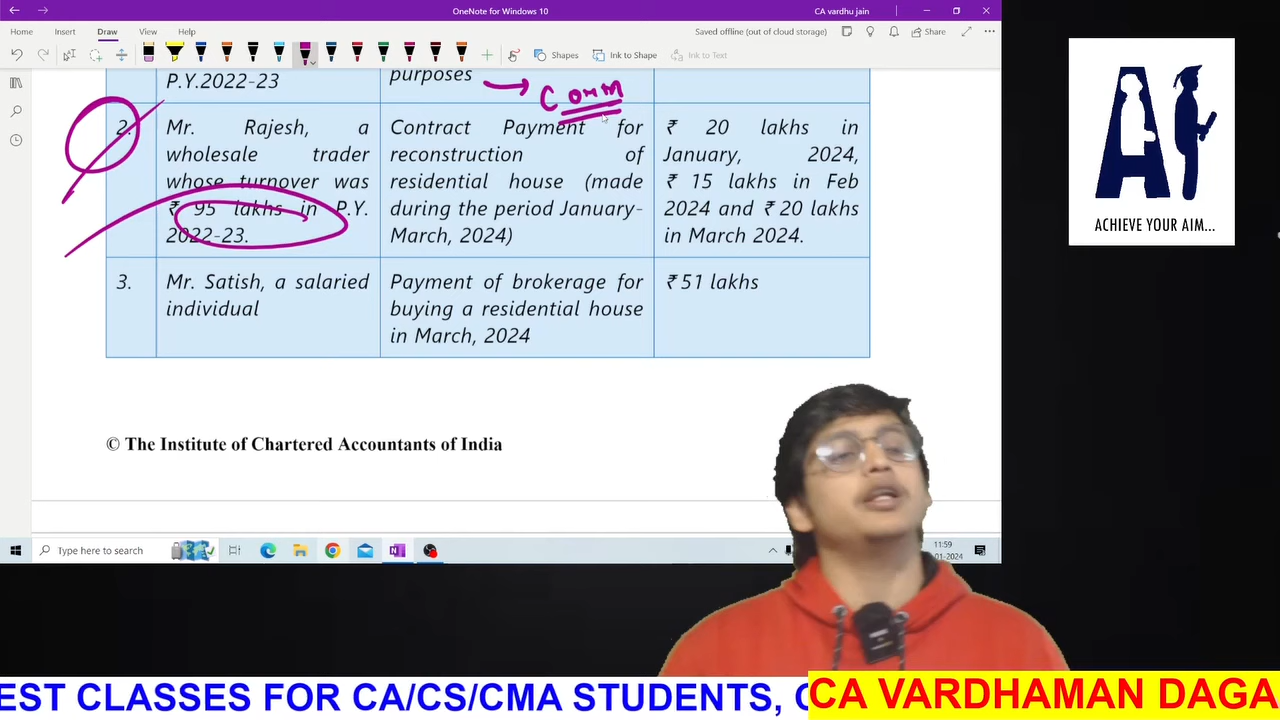 OneNote for Windows 10
CA vardhu jain
Home
Insert
Draw
View
Help
Saved offline (out of cloud storage)
Share
Shapes
Ink to Shape
Ink to Text
P.Y.2022-23
purposes
Comm
2.
Mr. Rajesh, a
wholesale trader
whose turnover was
₹ 95 lakhs in P.Y.
2022-23.
Contract Payment for
reconstruction of
residential house (made
during the period January-
March, 2024)
₹ 20 lakhs in
January, 2024,
₹ 15 lakhs in Feb
2024 and ₹ 20 lakhs
in March 2024.
3.
Mr. Satish, a salaried
individual
Payment of brokerage for
buying a residential house
in March, 2024
₹ 51 lakhs
© The Institute of Chartered Accountants of India
Type here to search
11:59
01-2024
A
ACHIEVE YOUR AIM...
EST CLASSES FOR CA/CS/CMA STUDENTS,
CA VARDHAMAN DAGA